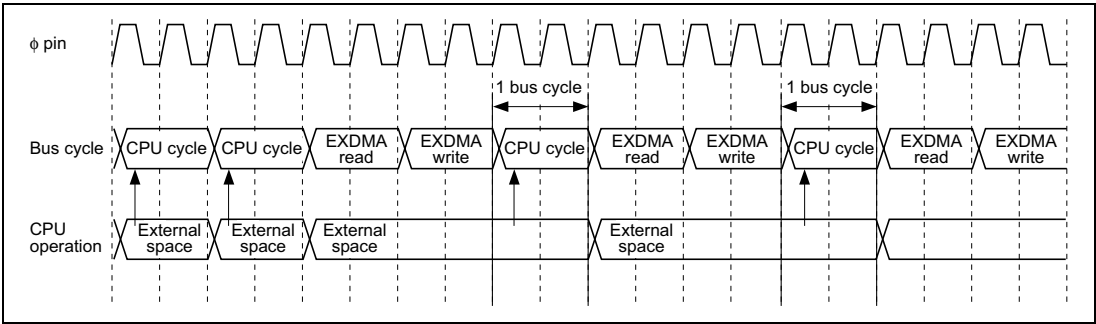 ϕ pin
1 bus cycle
1 bus cycle
Bus cycle
CPU cycle
CPU cycle
EXDMA
read
EXDMA
write
CPU cycle
EXDMA
read
EXDMA
write
CPU cycle
EXDMA
read
EXDMA
write
CPU
operation
External
space
External
space
External
space
External
space